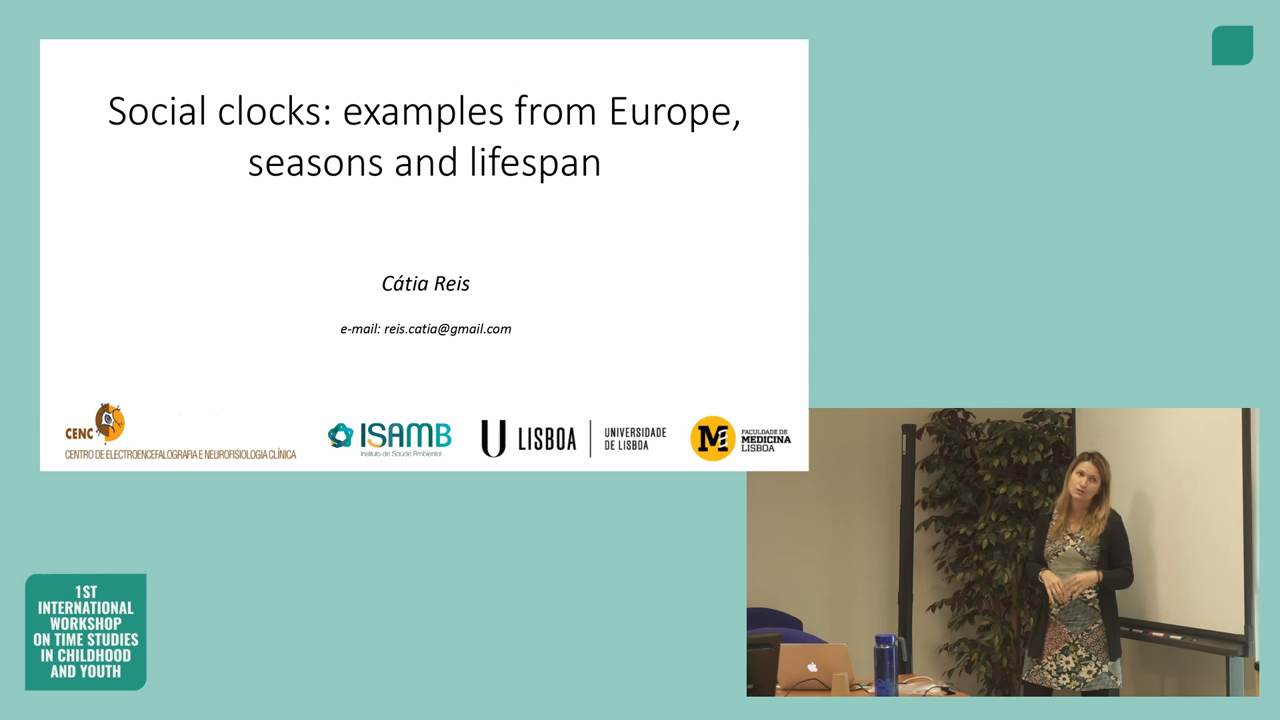 Social clocks: examples from Europe,
seasons and lifespan
Cátia Reis
e-mail: reis.catia@gmail.com
CENC
CENTRO DE ELECTROENCEFALOGRAFIA E NEUROFISIOLOGIA CLÍNICA
ISAMB
Instituto de Saúde Ambiental
U LISBOA
UNIVERSIDADE
DE LISBOA
FACULDADE DE
MEDICINA
LISBOA
1ST
INTERNATIONAL
WORKSHOP
ON TIME STUDIES
IN CHILDHOOD
AND YOUTH